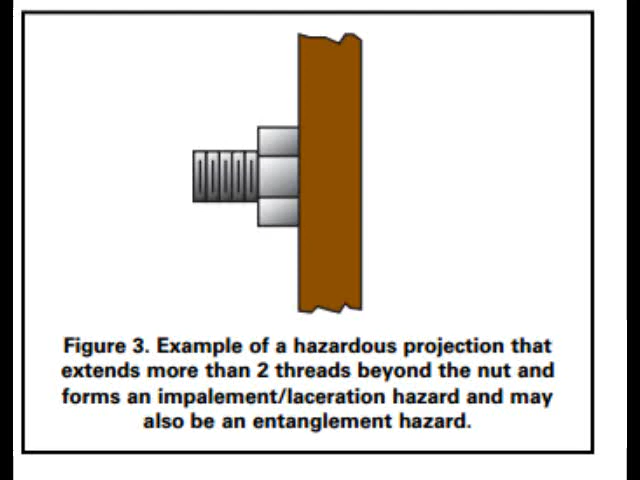 Figure 3. Example of a hazardous projection that
extends more than 2 threads beyond the nut and
forms an impalement/laceration hazard and may
also be an entanglement hazard.